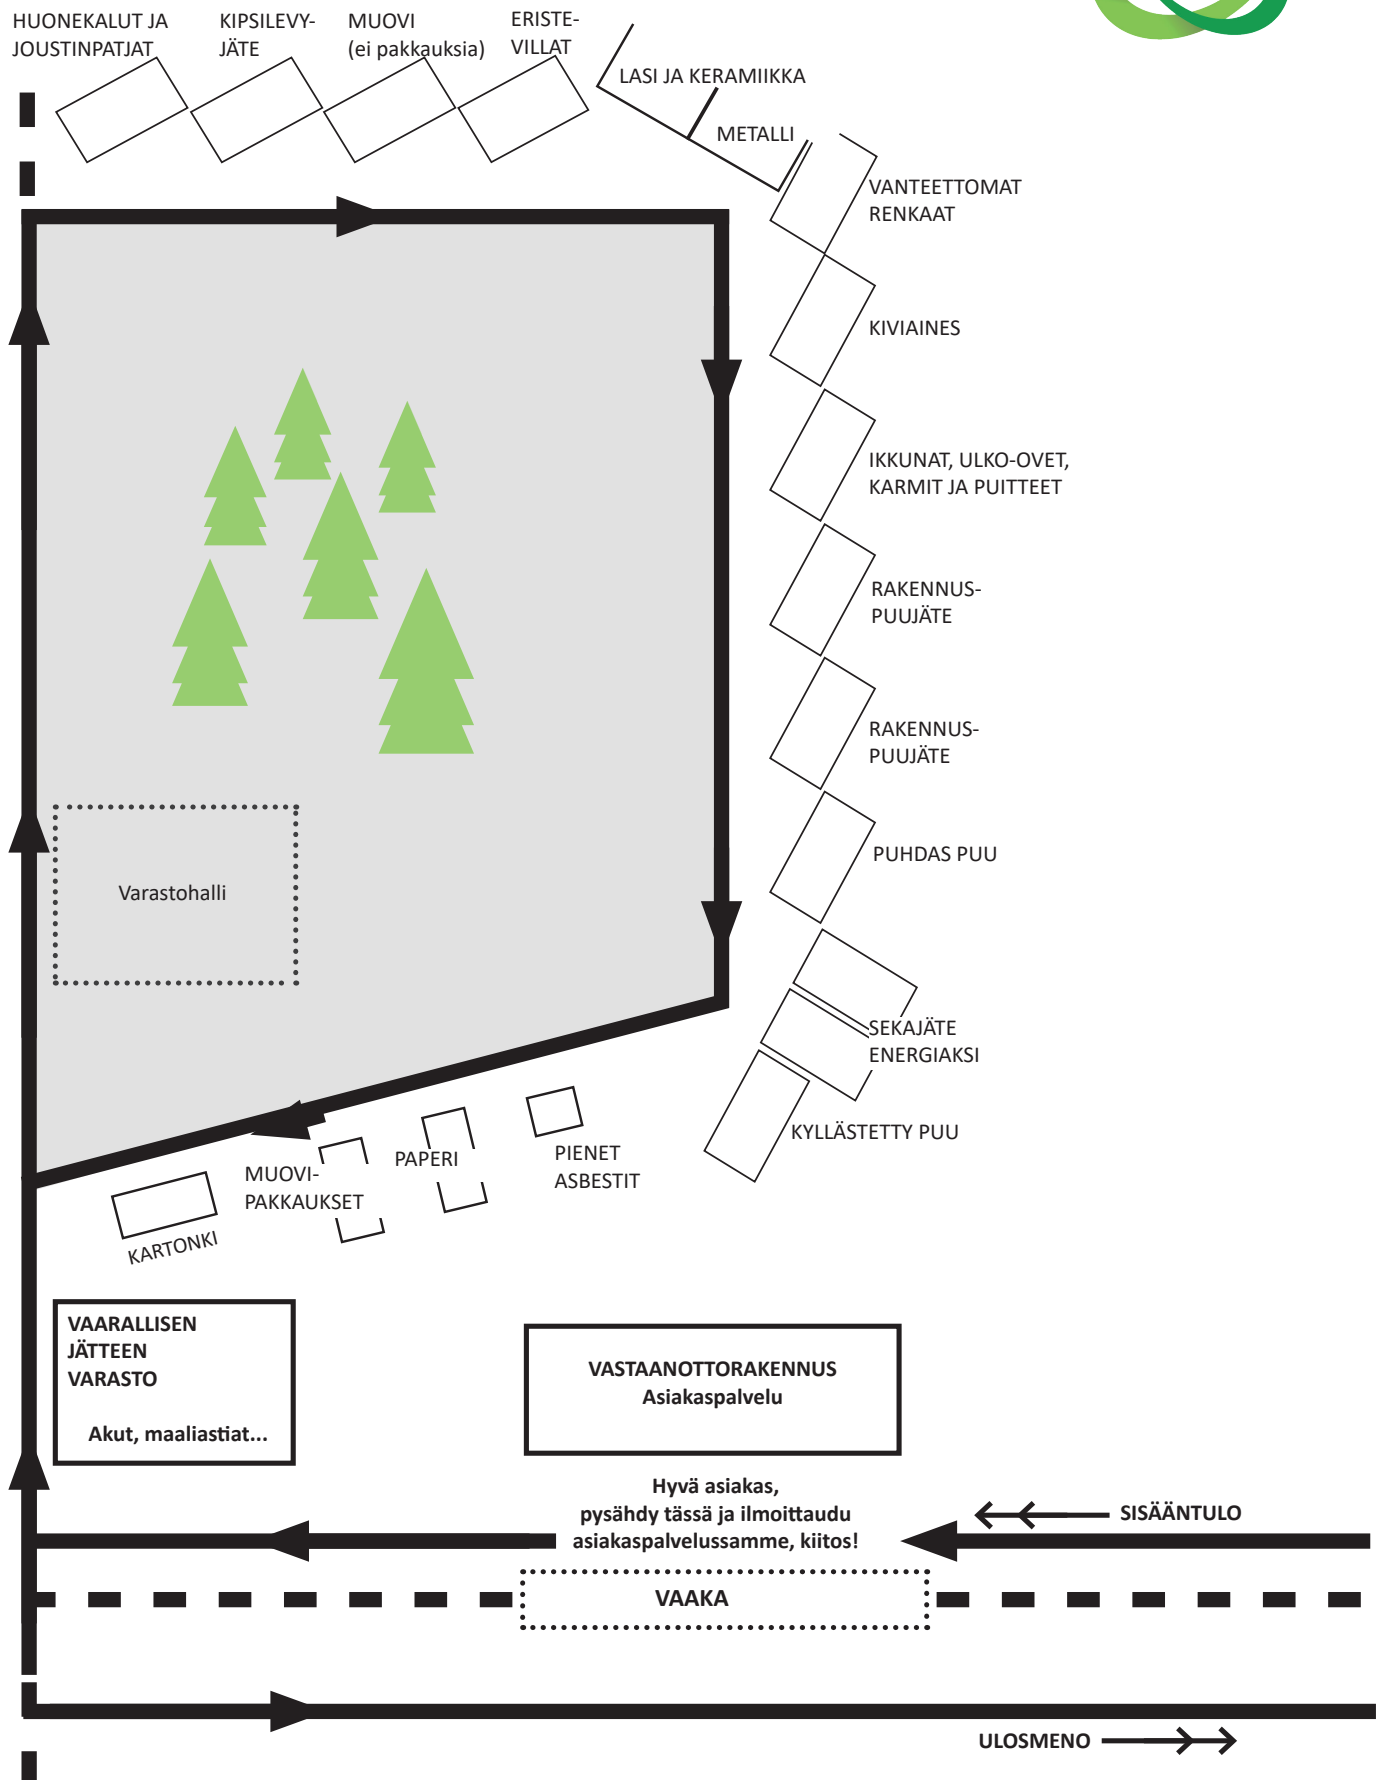 HUONEKALUT JA
JOUSTINPATJAT
KIPSILEVY-
JÄTE
MUOVI
(ei pakkauksia)
ERISTE-
VILLAT
LASI JA KERAMIIKKA
METALLI
VANTEETTOMAT
RENKAAT
KIVIAINES
IKKUNAT, ULKO-OVET,
KARMIT JA PUITTEET
RAKENNUS-
PUUJÄTE
RAKENNUS-
PUUJÄTE
PUHDAS PUU
Varastohalli
SEKAJÄTE
ENERGIAKSI
KYLLÄSTETTY PUU
PIENET
ASBESTIT
PAPERI
MUOVI-
PAKKAUKSET
KARTONKI
VAARALLISEN
JÄTTEEN
VARASTO
Akut, maaliastiat...
VASTAANOTTORAKENNUS
Asiakaspalvelu
Hyvä asiakas,
pysähdy tässä ja ilmoittaudu
asiakaspalvelussamme, kiitos!
SISÄÄNTULO
VAAKA
ULOSMENO